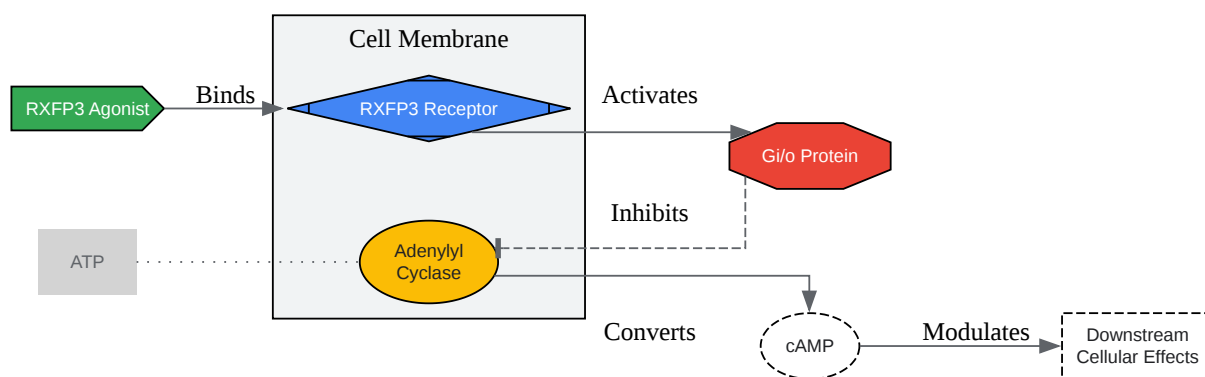 Cell Membrane
RXFP3 Agonist
Binds
RXFP3 Receptor
Activates
Gi/o Protein
Inhibits
ATP
Adenylyl
Cyclase
Converts
cAMP
Modulates
Downstream
Cellular Effects